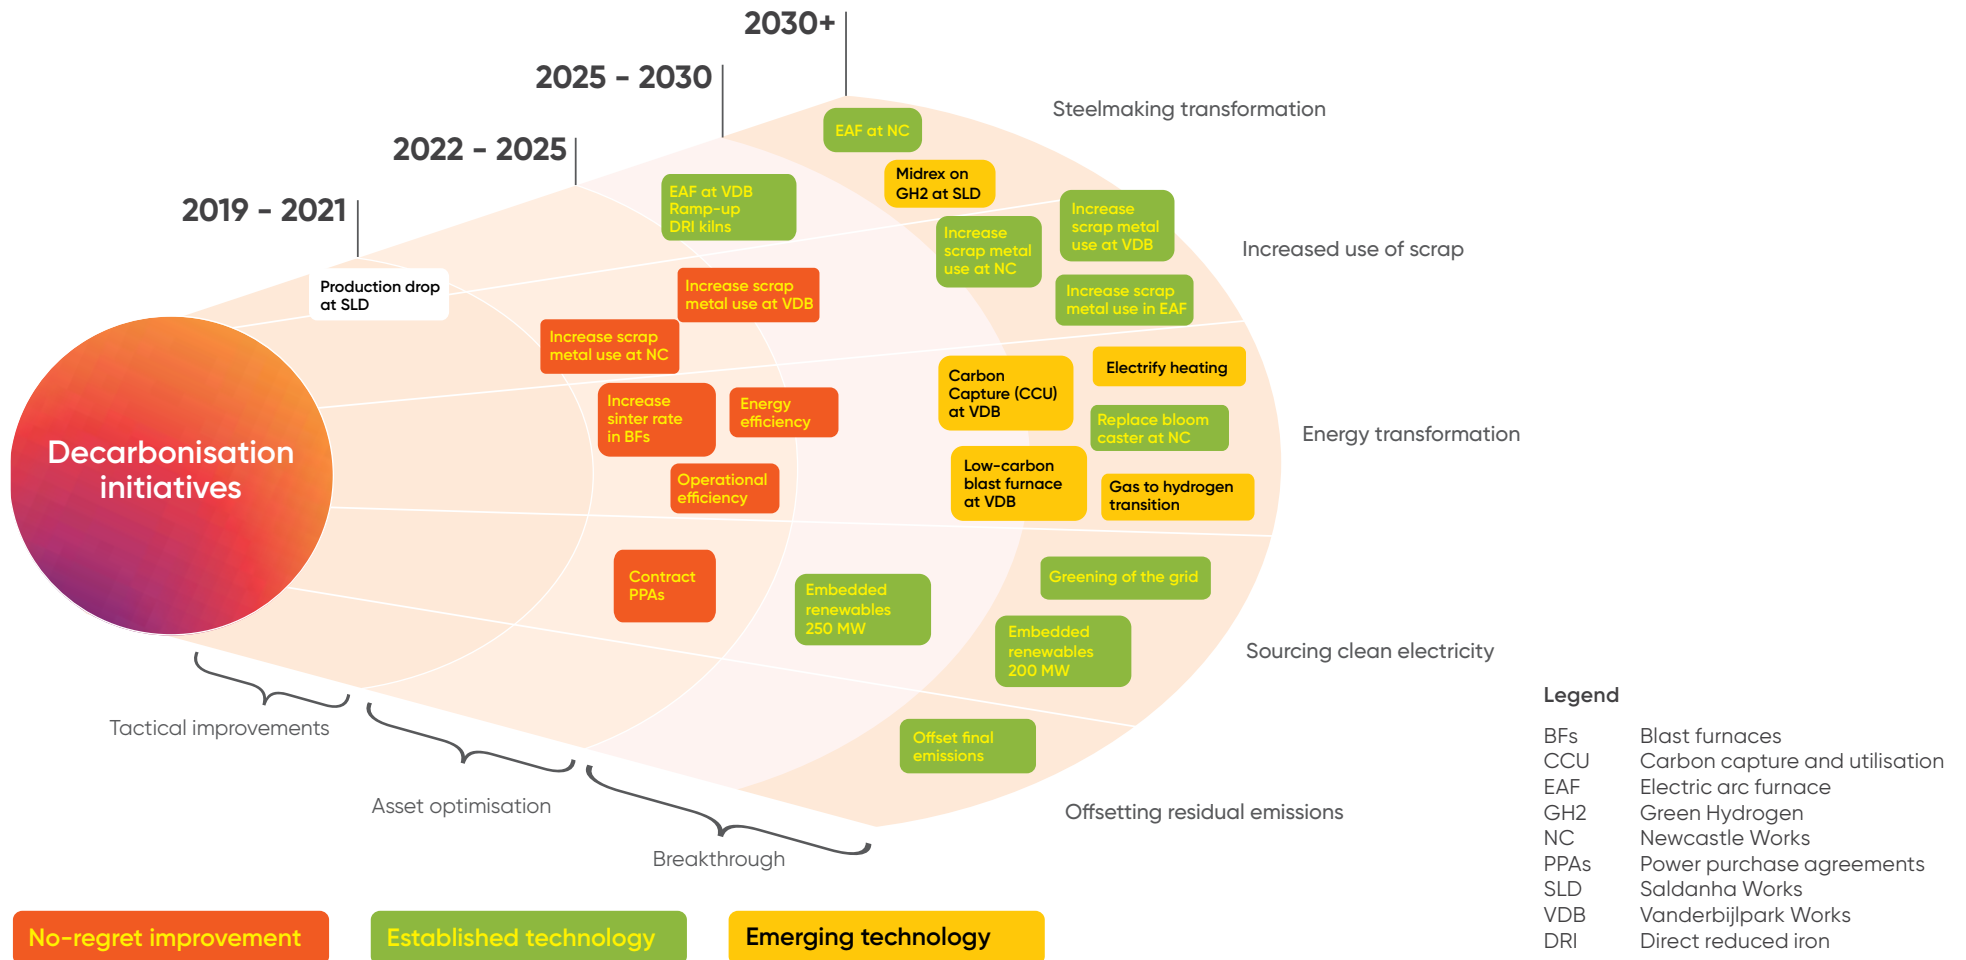 2030+
2025 - 2030
2022 - 2025
2019 - 2021
Steelmaking transformation
Increased use of scrap
Energy transformation
Sourcing clean electricity
Offsetting residual emissions
Decarbonisation
initiatives
Production drop
at SLD
EAF at VDB
Ramp-up
DRI kilns
EAF at NC
Midrex on
GH2 at SLD
Increase scrap
metal use at NC
Increase scrap
metal use at VDB
Increase
scrap metal
use at NC
Increase
scrap metal
use at VDB
Increase scrap
metal use in EAF
Increase
sinter rate
in BFs
Energy
efficiency
Operational
efficiency
Carbon
Capture (CCU)
at VDB
Electrify heating
Replace bloom
caster at NC
Low-carbon
blast furnace
at VDB
Gas to hydrogen
transition
Contract
PPAs
Embedded
renewables
250 MW
Greening of the grid
Embedded
renewables
200 MW
Offset final
emissions
Tactical improvements
Asset optimisation
Breakthrough
No-regret improvement
Established technology
Emerging technology
Legend
BFs Blast furnaces
CCU Carbon capture and utilisation
EAF Electric arc furnace
GH2 Green Hydrogen
NC Newcastle Works
PPAs Power purchase agreements
SLD Saldanha Works
VDB Vanderbijlpark Works
DRI Direct reduced iron